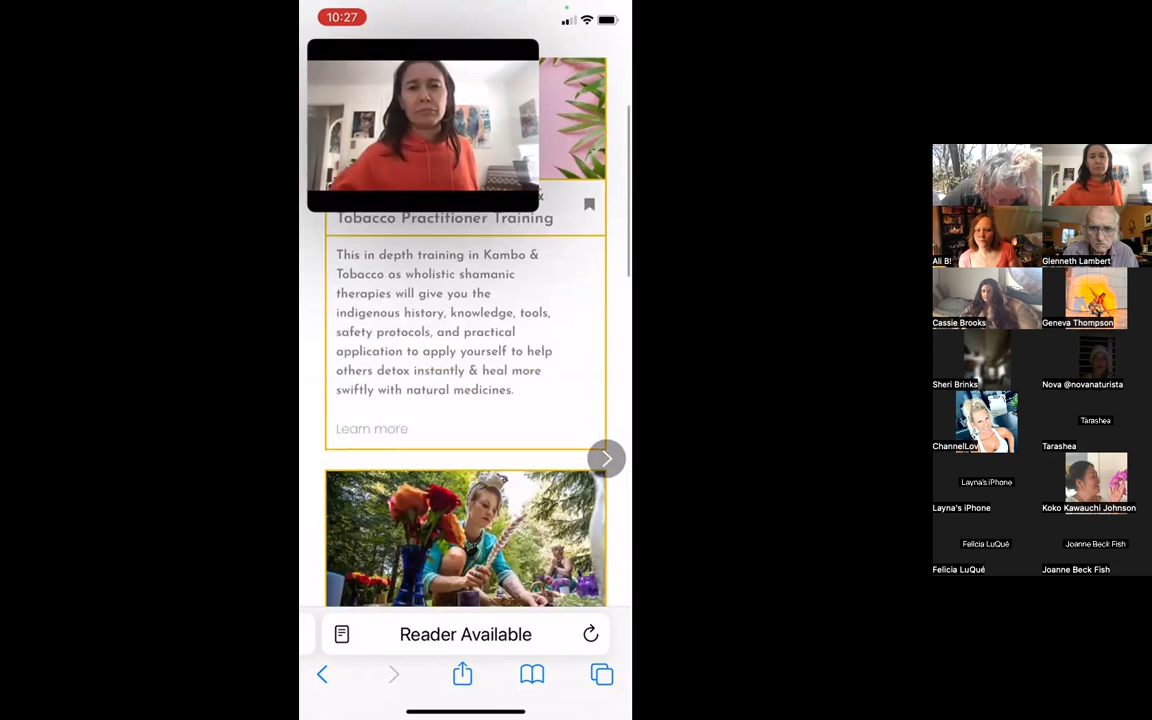 10:27
Tobacco Practitioner Training
This in depth training in Kambo &
Tobacco as wholistic shamanic
therapies will give you the
indigenous history, knowledge, tools,
safety protocols, and practical
application to apply yourself to help
others detox instantly & heal more
swiftly with natural medicines.
Learn more
Reader Available
Ali B!
Glenneth Lambert
Cassie Brooks
Geneva Thompson
Sheri Brinks
Nova @novanaturista
Tarashea
ChannelLov
Tarashea
Layna's iPhone
Layna's iPhone
Koko Kawauchi Johnson
Felicia LuQué
Joanne Beck Fish
Felicia LuQué
Joanne Beck Fish